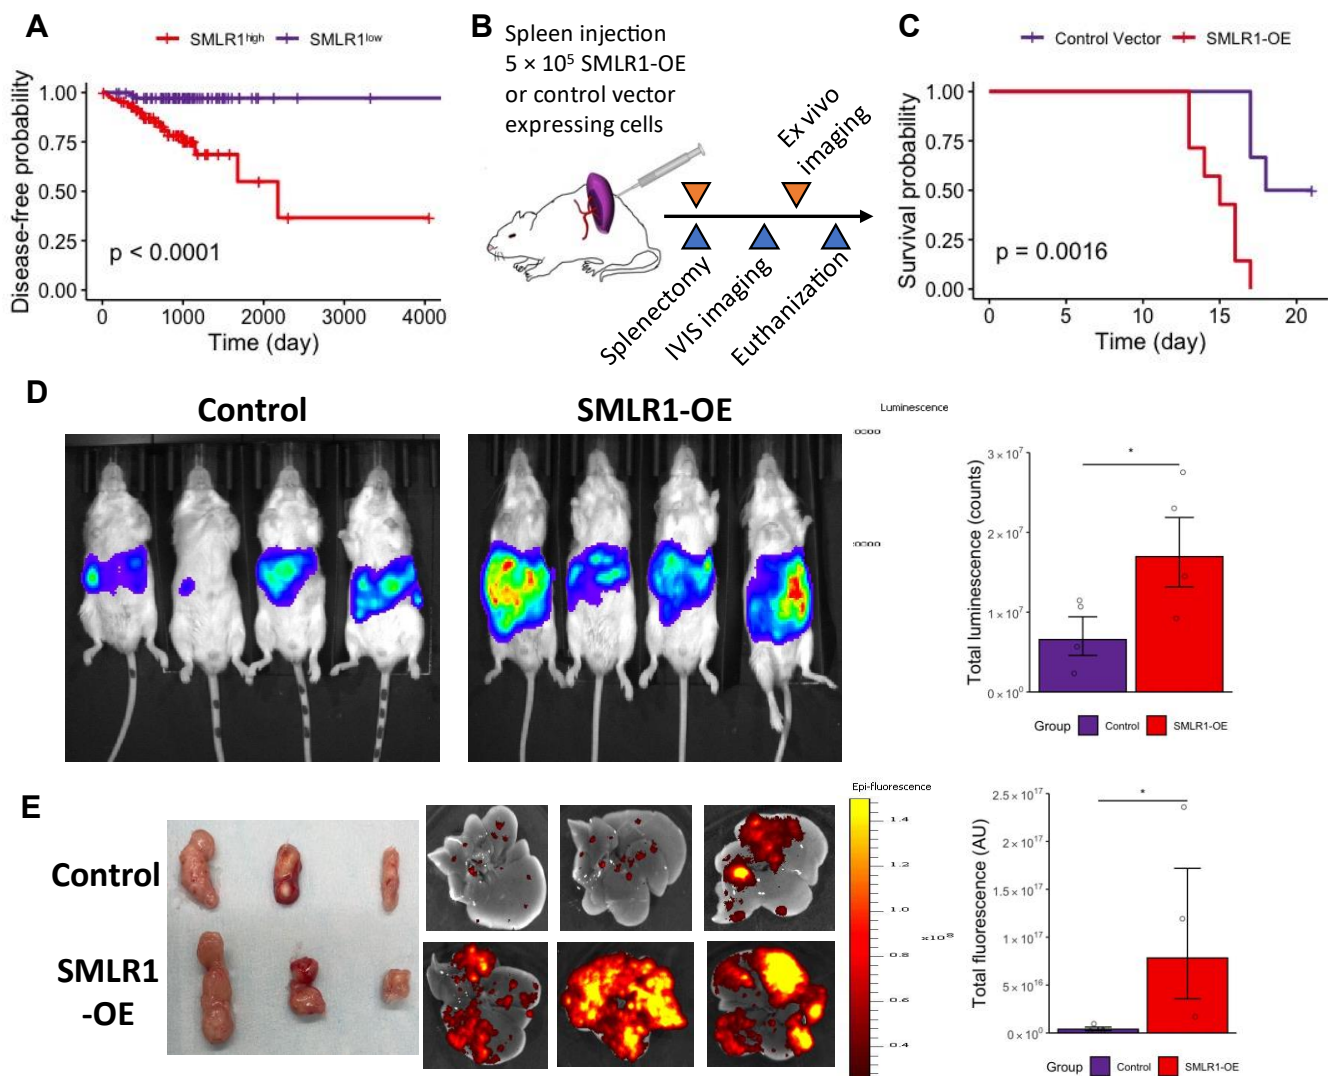 A
SMLR1high SMLR1low
Disease-free probability
1.00
0.75
0.50
0.25
0.00
p < 0.0001
0 1000 2000 3000 4000
Time (day)
B
Spleen injection
5 × 10⁵ SMLR1-OE
or control vector
expressing cells
Ex vivo
imaging
Splenectomy
IVIS imaging
Euthanization
C
Control Vector SMLR1-OE
Survival probability
1.00
0.75
0.50
0.25
0.00
p = 0.0016
0 5 10 15 20
Time (day)
D
Control
SMLR1-OE
Luminescence
Total luminescence (counts)
3 × 10⁷
2 × 10⁷
1 × 10⁷
0 × 10⁰
*
Group Control SMLR1-OE
E
Control
SMLR1
-OE
Epi-fluorescence
1.4
1.2
1.0
×10⁸
0.8
0.6
0.4
Total fluorescence (AU)
2.5 × 10¹⁷
2 × 10¹⁷
1.5 × 10¹⁷
1 × 10¹⁷
5 × 10¹⁶
0 × 10⁰
*
Group Control SMLR1-OE